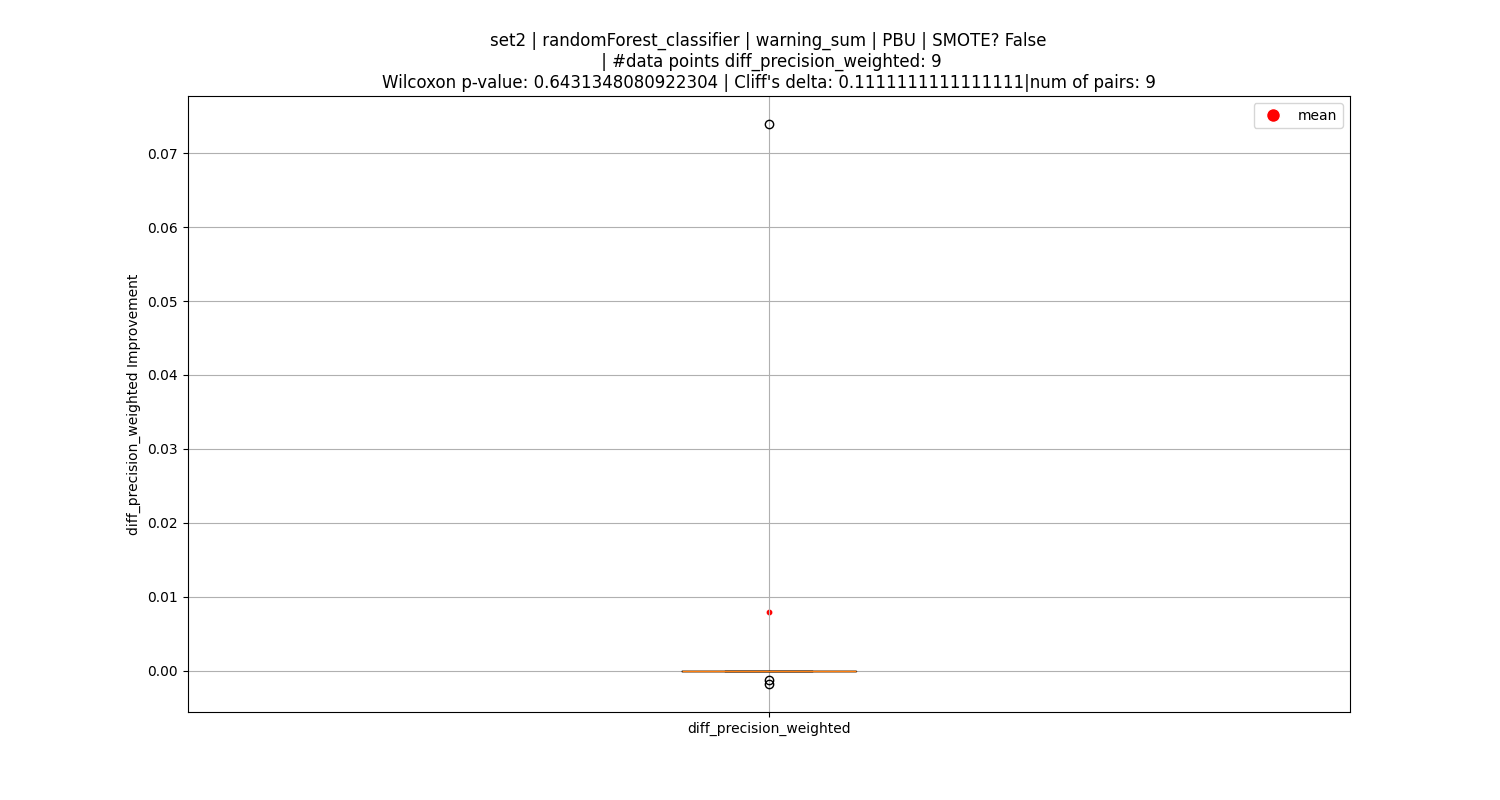 set2 | randomForest_classifier | warning_sum | PBU | SMOTE? False
| #data points diff_precision_weighted: 9
Wilcoxon p-value: 0.6431348080922304 | Cliff's delta: 0.1111111111111111|num of pairs: 9
mean
0.07
0.06
0.05
0.04
0.03
0.02
0.01
0.00
diff_precision_weighted Improvement
diff_precision_weighted